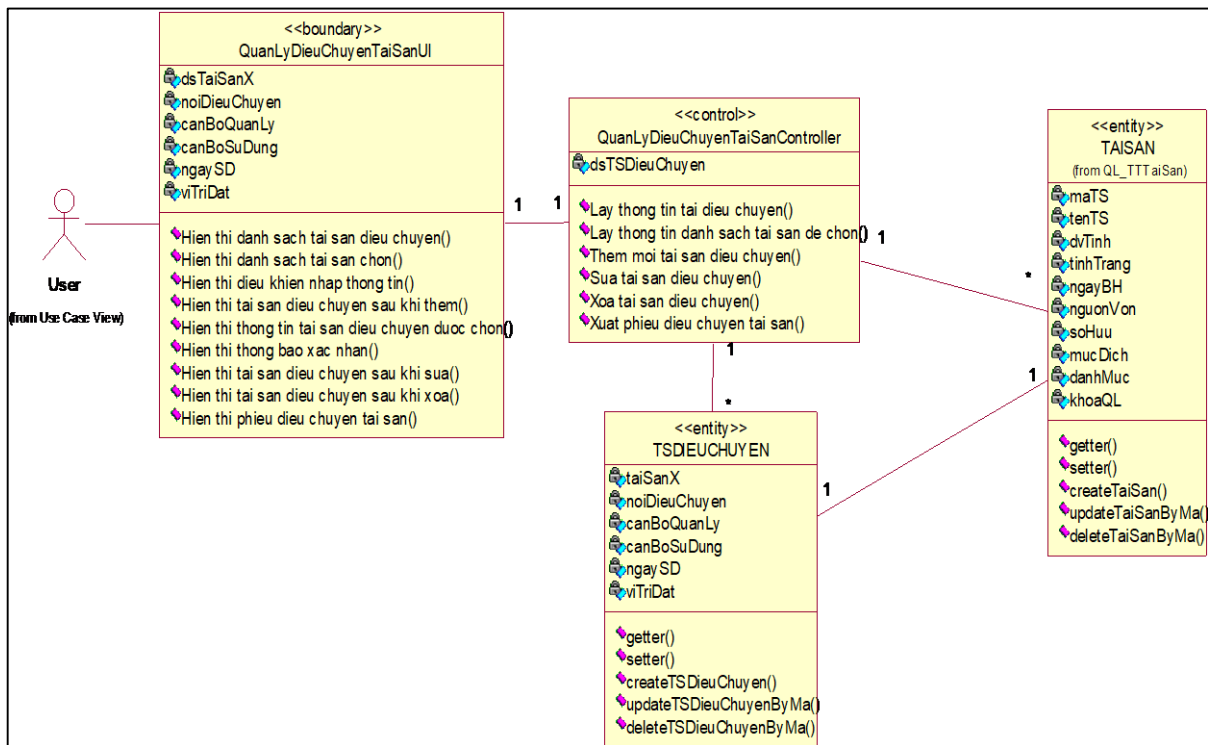 <<boundary>>
QuanLyDieuChuyenTaiSanUI
dsTaiSanX
noiDieuChuyen
canBoQuanLy
canBoSuDung
ngaySD
viTriDat
Hien thi danh sach tai san dieu chuyen()
Hien thi danh sach tai san chon()
Hien thi dieu khien nhap thong tin()
Hien thi tai san dieu chuyen sau khi them()
Hien thi thong tin tai san dieu chuyen duoc chon()
Hien thi thong bao xac nhan()
Hien thi tai san dieu chuyen sau khi sua()
Hien thi tai san dieu chuyen sau khi xoa()
Hien thi phieu dieu chuyen tai san()
User
(from Use Case View)
1
1
<<control>>
QuanLyDieuChuyenTaiSanController
dsTSDieuChuyen
Lay thong tin tai dieu chuyen()
Lay thong tin danh sach tai san de chon()
Them moi tai san dieu chuyen()
Sua tai san dieu chuyen()
Xoa tai san dieu chuyen()
Xuat phieu dieu chuyen tai san()
1
*
1
*
<<entity>>
TSDIEUCHUYEN
taiSanX
noiDieuChuyen
canBoQuanLy
canBoSuDung
ngaySD
viTriDat
getter()
setter()
createTSDieuChuyen()
updateTSDieuChuyenByMa()
deleteTSDieuChuyenByMa()
1
1
<<entity>>
TAISAN
(from QL_TTTaiSan)
maTS
tenTS
dvTinh
tinhTrang
ngayBH
nguonVon
soHuu
mucDich
danhMuc
khoaQL
getter()
setter()
createTaiSan()
updateTaiSanByMa()
deleteTaiSanByMa()